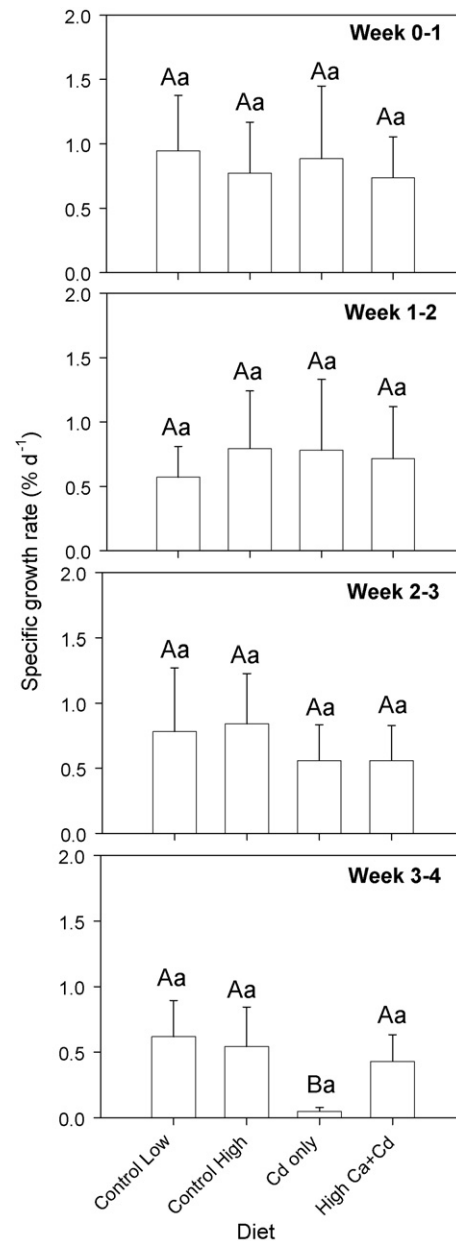 2.0
Week 0-1
1.5
Aa Aa Aa Aa
1.0
0.5
0.0
2.0
Week 1-2
1.5
Aa Aa Aa Aa
1.0
0.5
0.0
Specific growth rate (% d⁻¹)
2.0
Week 2-3
1.5
Aa Aa Aa Aa
1.0
0.5
0.0
2.0
Week 3-4
1.5
1.0
Aa Aa Ba Aa
0.5
0.0
Control Low
Control High
Cd only
High Ca+Cd
Diet